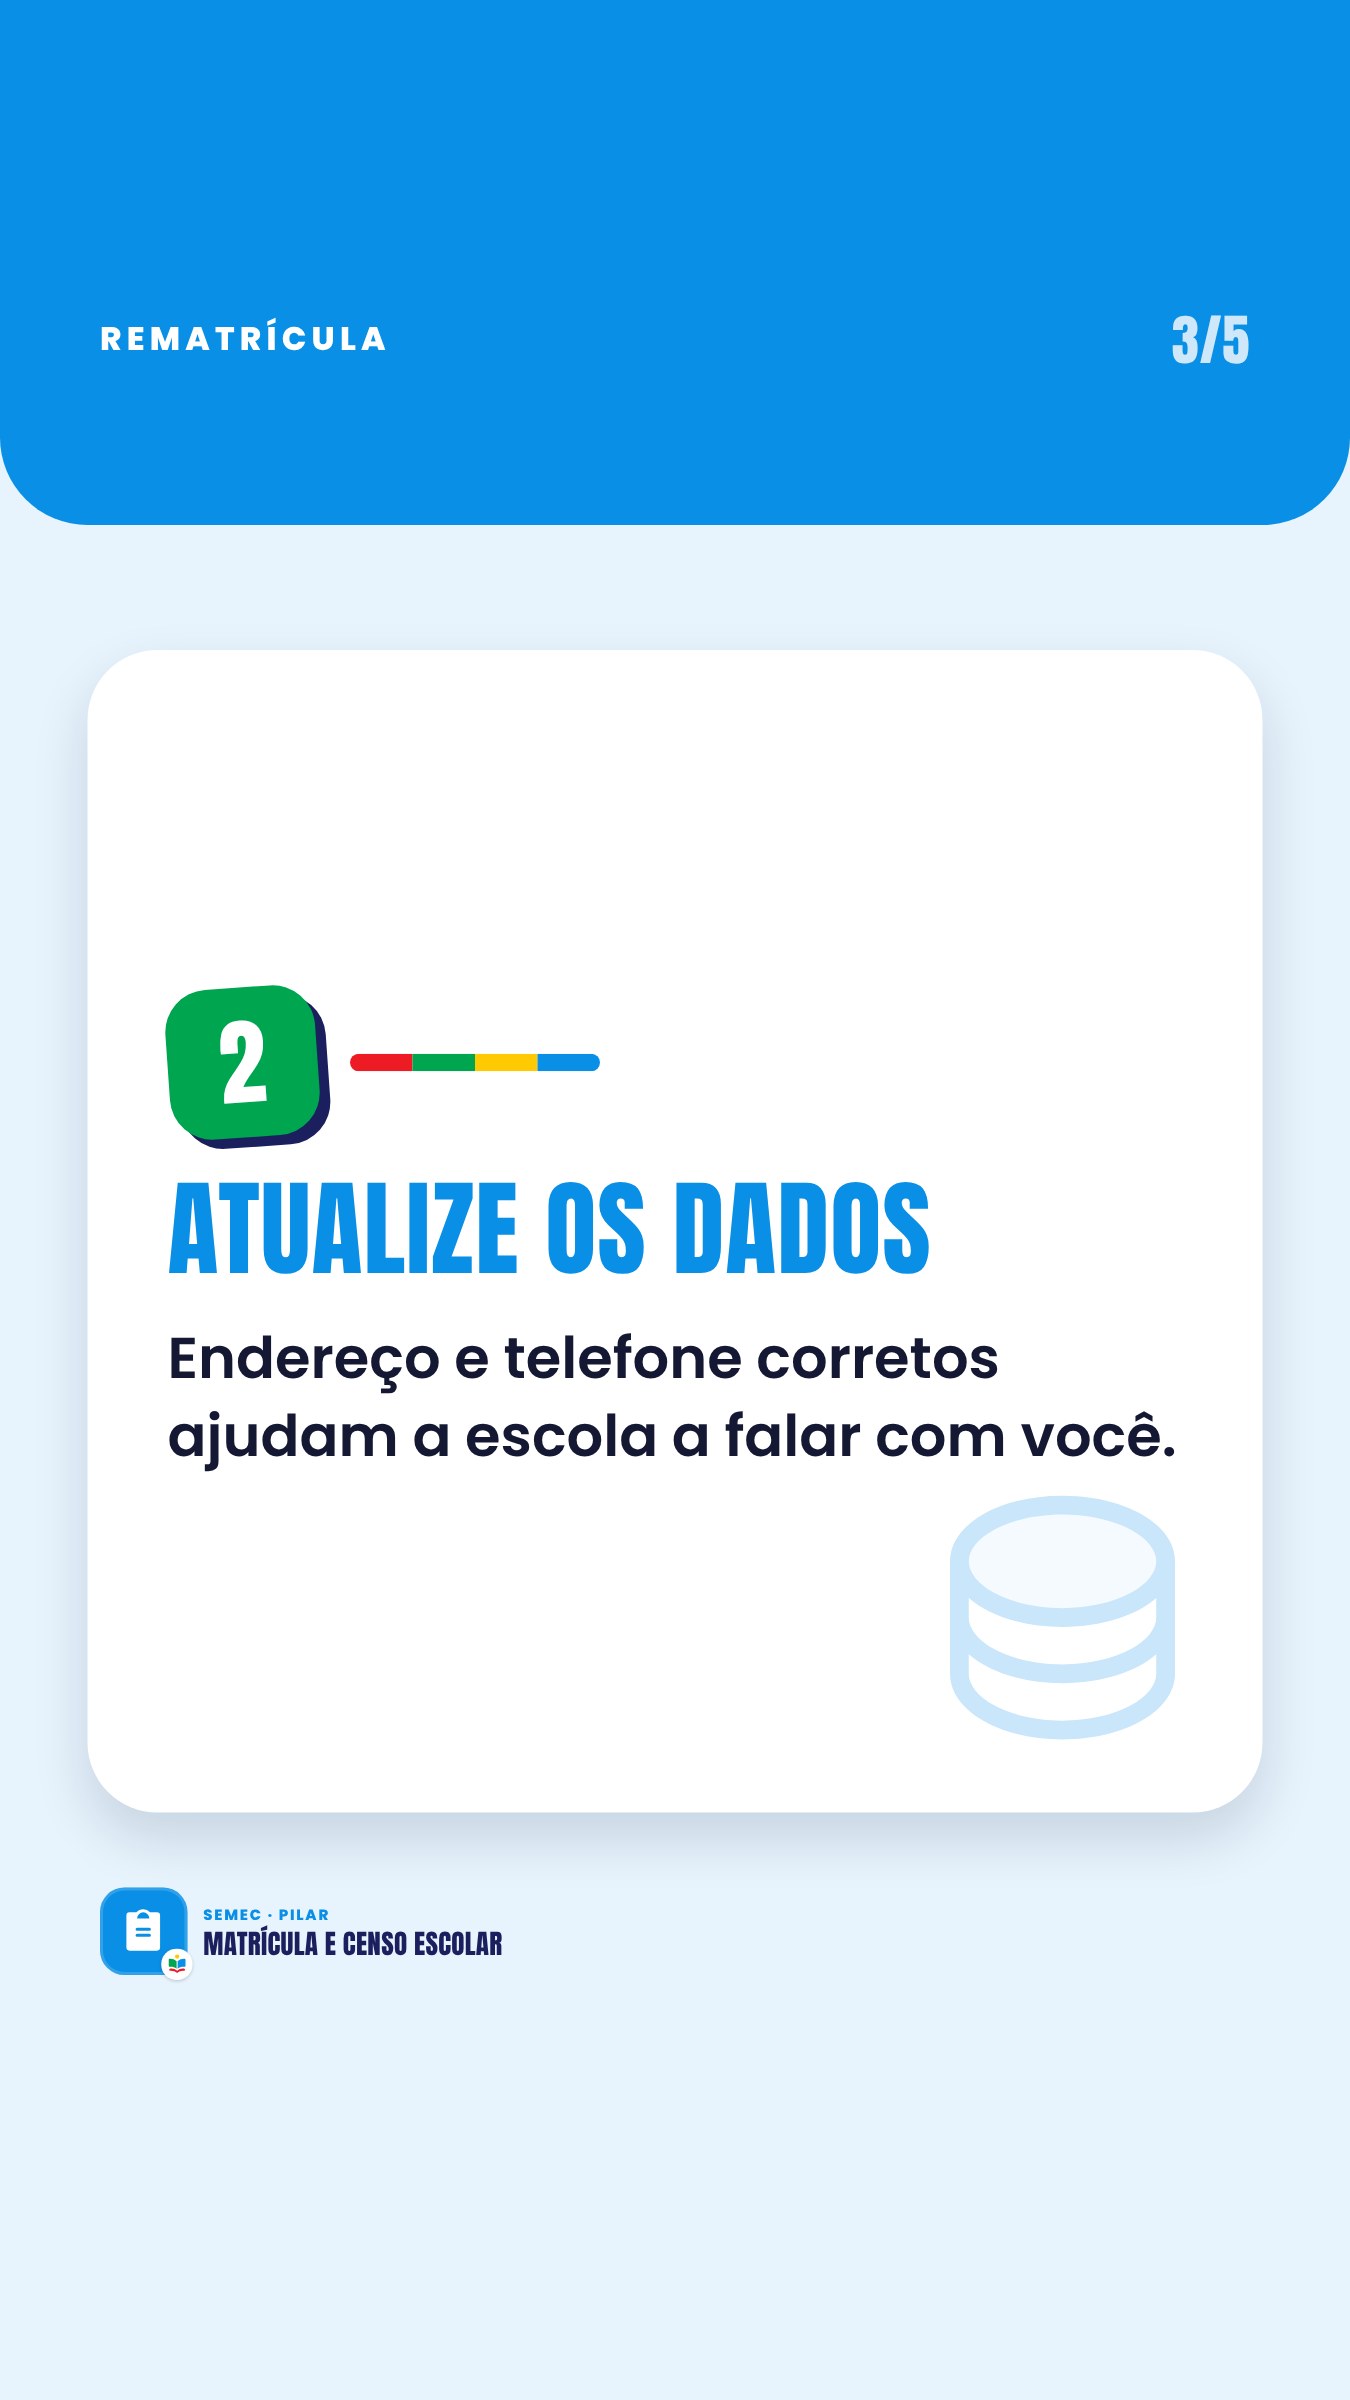 REMATRÍCULA
3/5
2
ATUALIZE OS DADOS
Endereço e telefone corretos
ajudam a escola a falar com você.
SEMEC · PILAR
MATRÍCULA E CENSO ESCOLAR